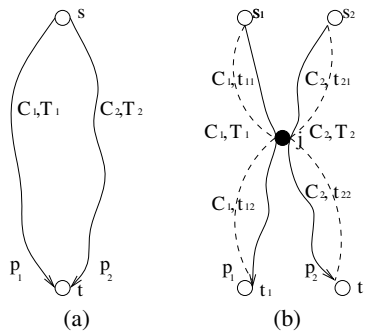 s
C1,T1
C2,T2
p1
p2
t
(a)
s1
s2
C1,t11
C2,t21
C1,T1
j
C2,T2
C1,t12
C2,t22
p1
p2
t1
t
(b)